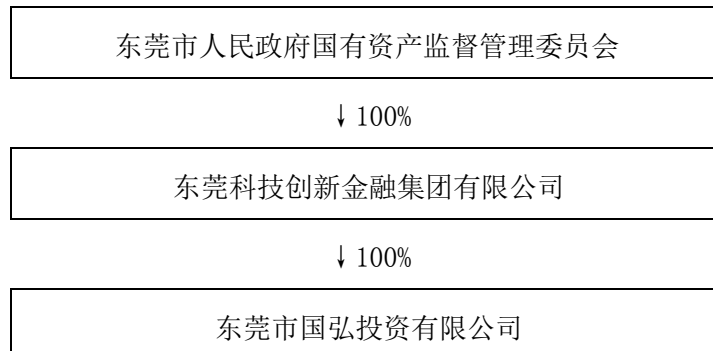 东莞市人民政府国有资产监督管理委员会
↓100%
东莞科技创新金融集团有限公司
↓100%
东莞市国弘投资有限公司